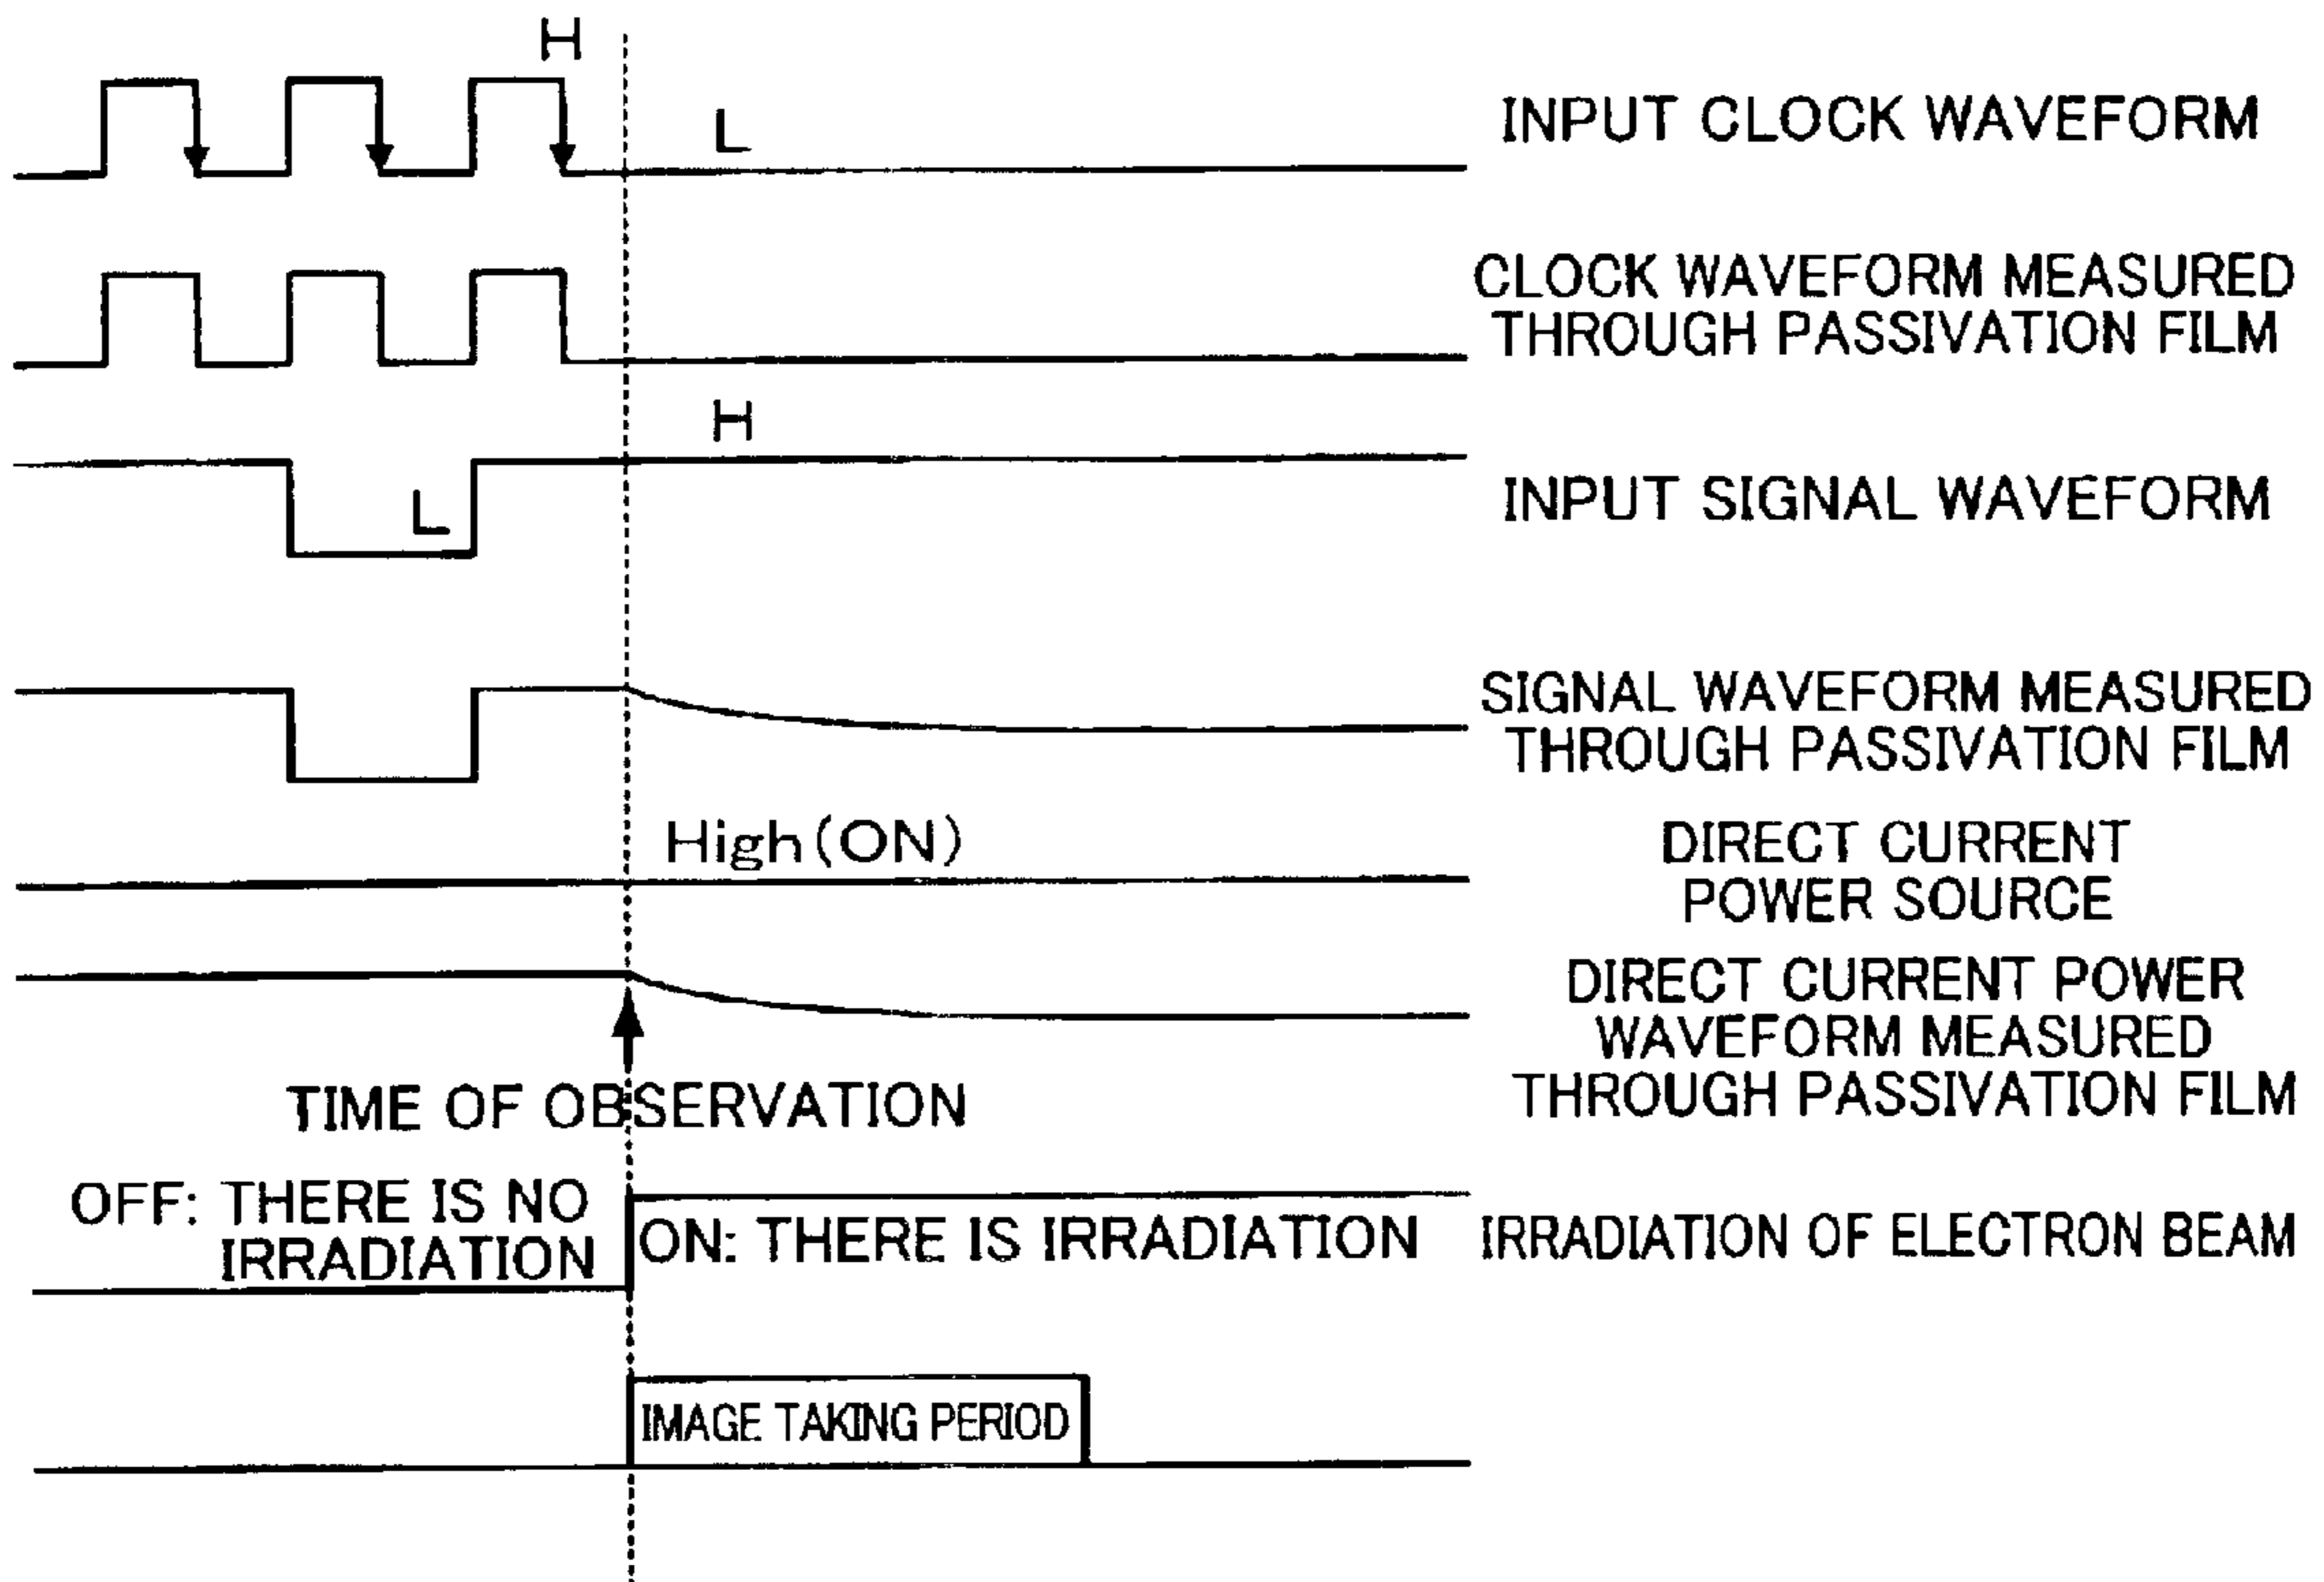 H
L
INPUT CLOCK WAVEFORM
CLOCK WAVEFORM MEASURED
THROUGH PASSIVATION FILM
H
L
INPUT SIGNAL WAVEFORM
SIGNAL WAVEFORM MEASURED
THROUGH PASSIVATION FILM
High(ON)
DIRECT CURRENT
POWER SOURCE
DIRECT CURRENT POWER
WAVEFORM MEASURED
THROUGH PASSIVATION FILM
TIME OF OBSERVATION
OFF: THERE IS NO
IRRADIATION
ON: THERE IS IRRADIATION
IRRADIATION OF ELECTRON BEAM
IMAGE TAKING PERIOD